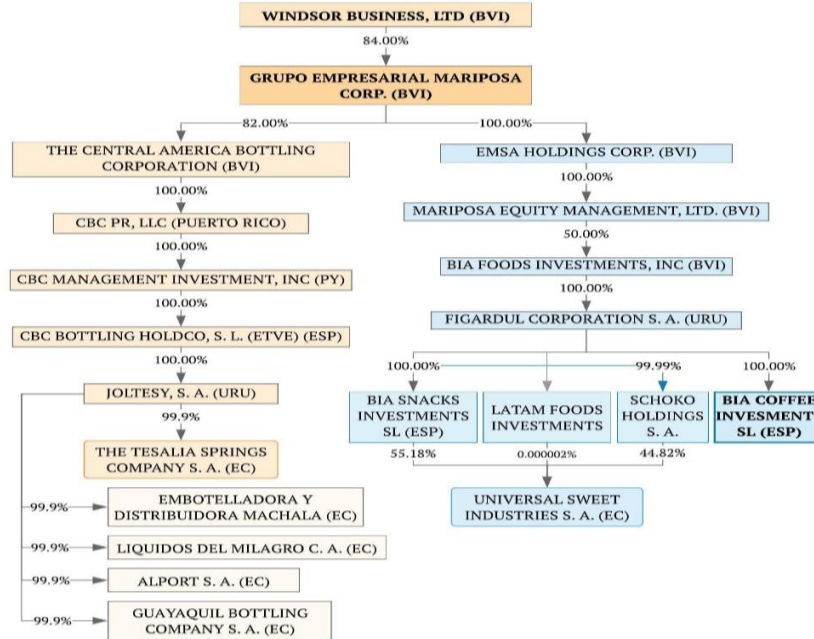 WINDSOR BUSINESS, LTD (BVI)
84.00%
GRUPO EMPRESARIAL MARIPOSA
CORP. (BVI)
82.00%
100.00%
THE CENTRAL AMERICA BOTTLING
CORPORATION (BVI)
EMSA HOLDINGS CORP. (BVI)
100.00%
100.00%
CBC PR, LLC (PUERTO RICO)
MARIPOSA EQUITY MANAGEMENT, LTD. (BVI)
100.00%
50.00%
CBC MANAGEMENT INVESTMENT, INC (PY)
BIA FOODS INVESTMENTS, INC (BVI)
100.00%
100.00%
CBC BOTTLING HOLDCO, S. L. (ETVE) (ESP)
FIGARDUL CORPORATION S. A. (URU)
100.00%
100.00%
99.99%
100.00%
JOLTESY, S. A. (URU)
BIA SNACKS
INVESTMENTS
SL (ESP)
LATAM FOODS
INVESTMENTS
SCHOKO
HOLDINGS
S. A.
BIA COFFEE
INVESMENT
SL (ESP)
99.9%
55.18%
0.000002%
44.82%
THE TESALIA SPRINGS
COMPANY S. A. (EC)
UNIVERSAL SWEET
INDUSTRIES S. A. (EC)
99.9%
EMBOTELLADORA Y
DISTRIBUIDORA MACHALA (EC)
99.9%
LIQUIDOS DEL MILAGRO C. A. (EC)
99.9%
ALPORT S. A. (EC)
99.9%
GUAYAQUIL BOTTLING
COMPANY S. A. (EC)